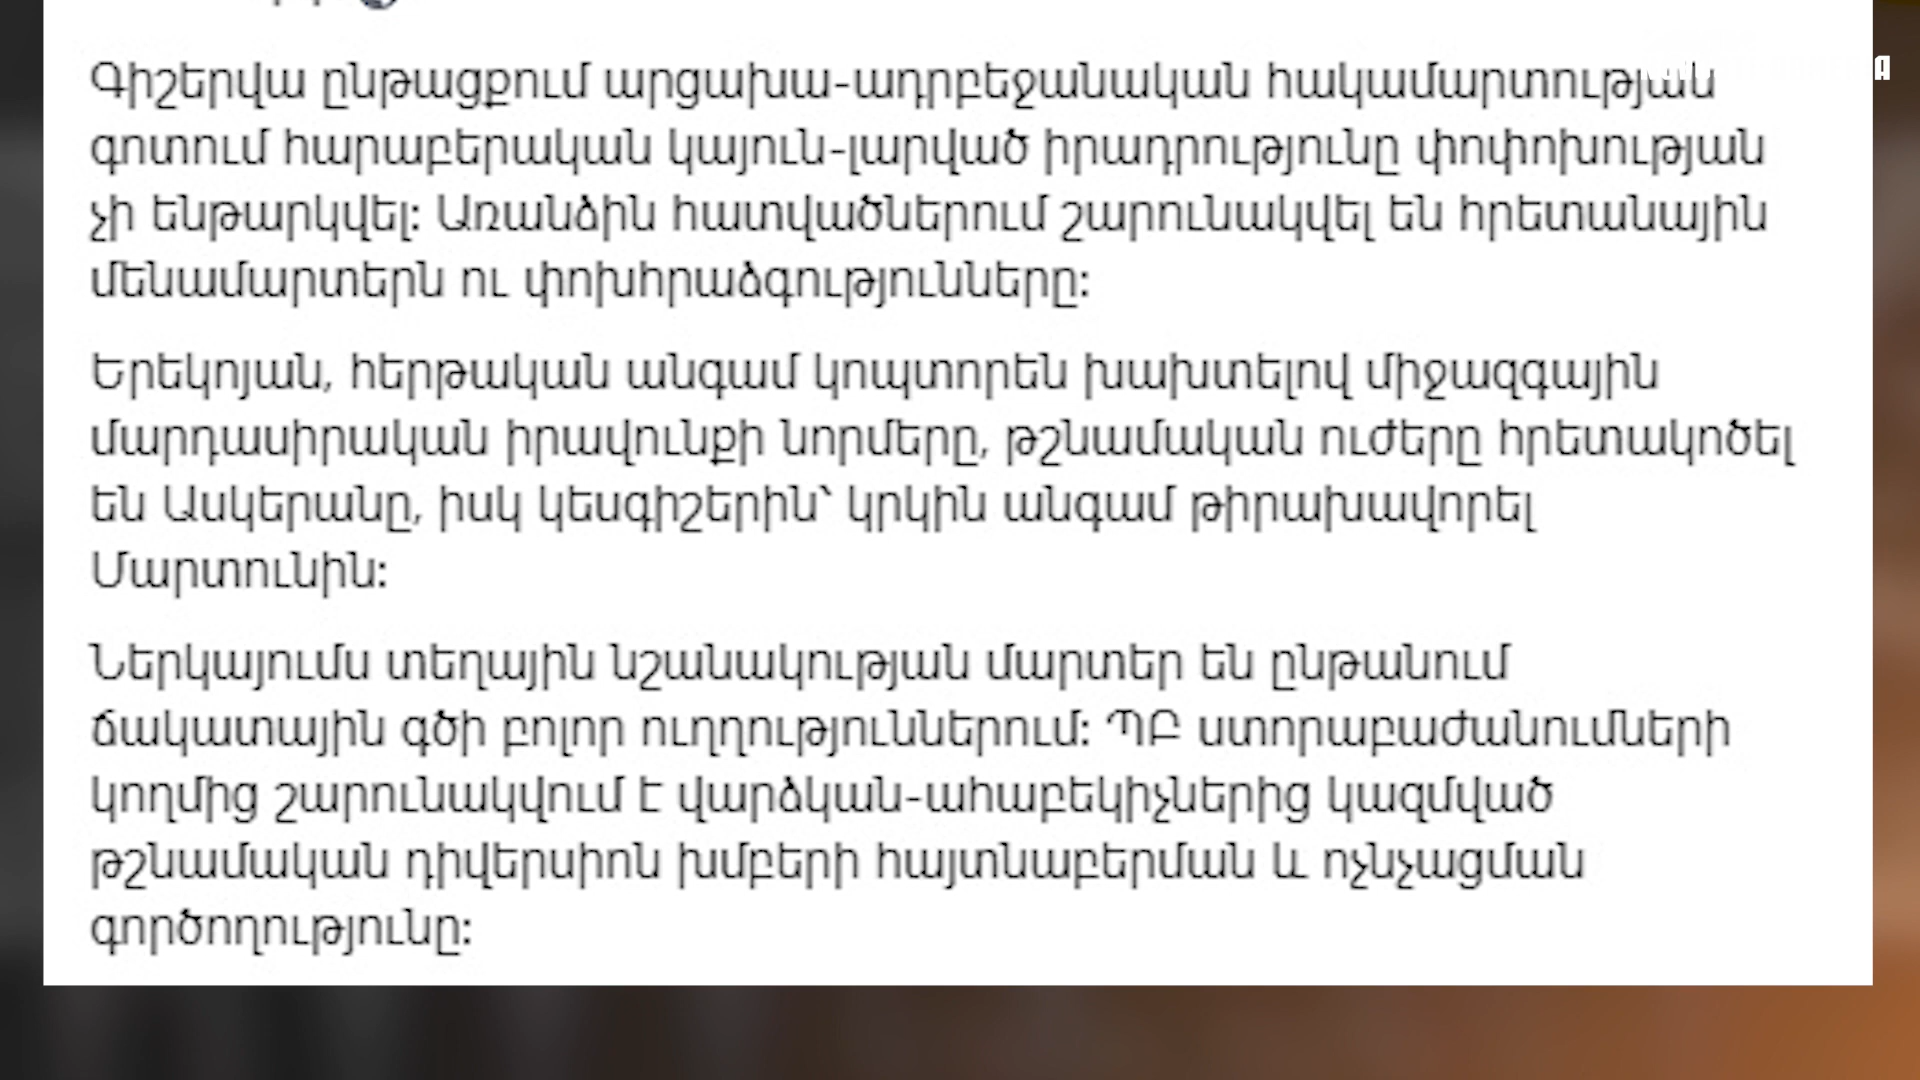 Գիշերվա ընթացքում արցախա-ադրբեջանական հակամարտության
գոտում հարաբերական կայուն-լարված իրադրությունը փոփոխության
չի ենթարկվել: Առանձին հատվածներում շարունակվել են հրետանային
մենամարտերն ու փոխհրաձգությունները:
Երեկոյան, հերթական անգամ կոպտորեն խախտելով միջազգային
մարդասիրական իրավունքի նորմերը, թշնամական ուժերը հրետակոծել
են Ասկերանը, իսկ կեսգիշերին՝ կրկին անգամ թիրախավորել
Մարտունին:
Ներկայումս տեղային նշանակության մարտեր են ընթանում
ճակատային գծի բոլոր ուղղություններում: ՊԲ ստորաբաժանումների
կողմից շարունակվում է վարձկան-ահաբեկիչներից կազմված
թշնամական դիվերսիոն խմբերի հայտնաբերման և ոչնչացման
գործողությունը: